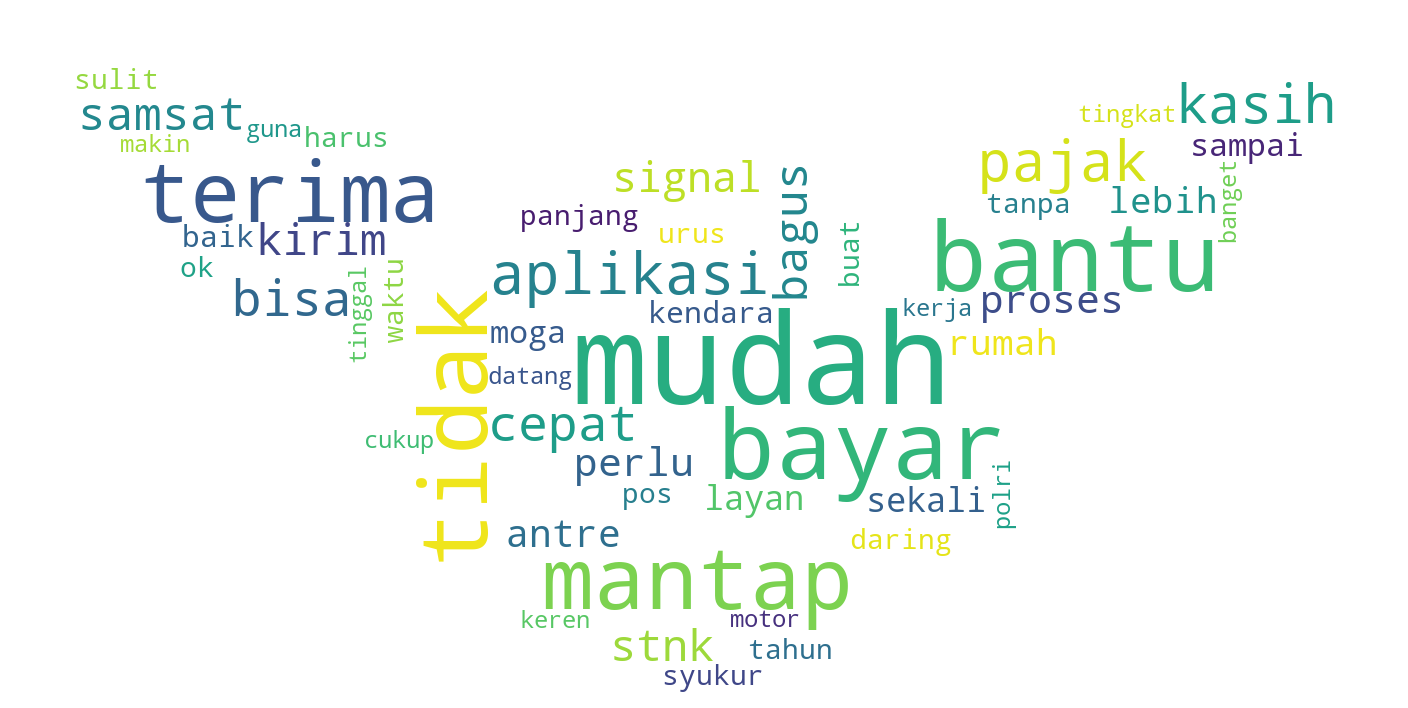 sulit
samsat
makin
guna
harus
terima
baik
kirim
ok
bisa
tinggal
waktu
signal
panjang
urus
bagus
buat
aplikasi
kendara
moga
datang
mudah
tidak
cepat
cukup
bayar
perlu
pos
layan
sekali
polri
antre
daring
mantap
keren
motor
stnk
tahun
syukur
tingkat
kasih
sampai
pajak
banget
tanpa
lebih
bantu
kerja
proses
rumah